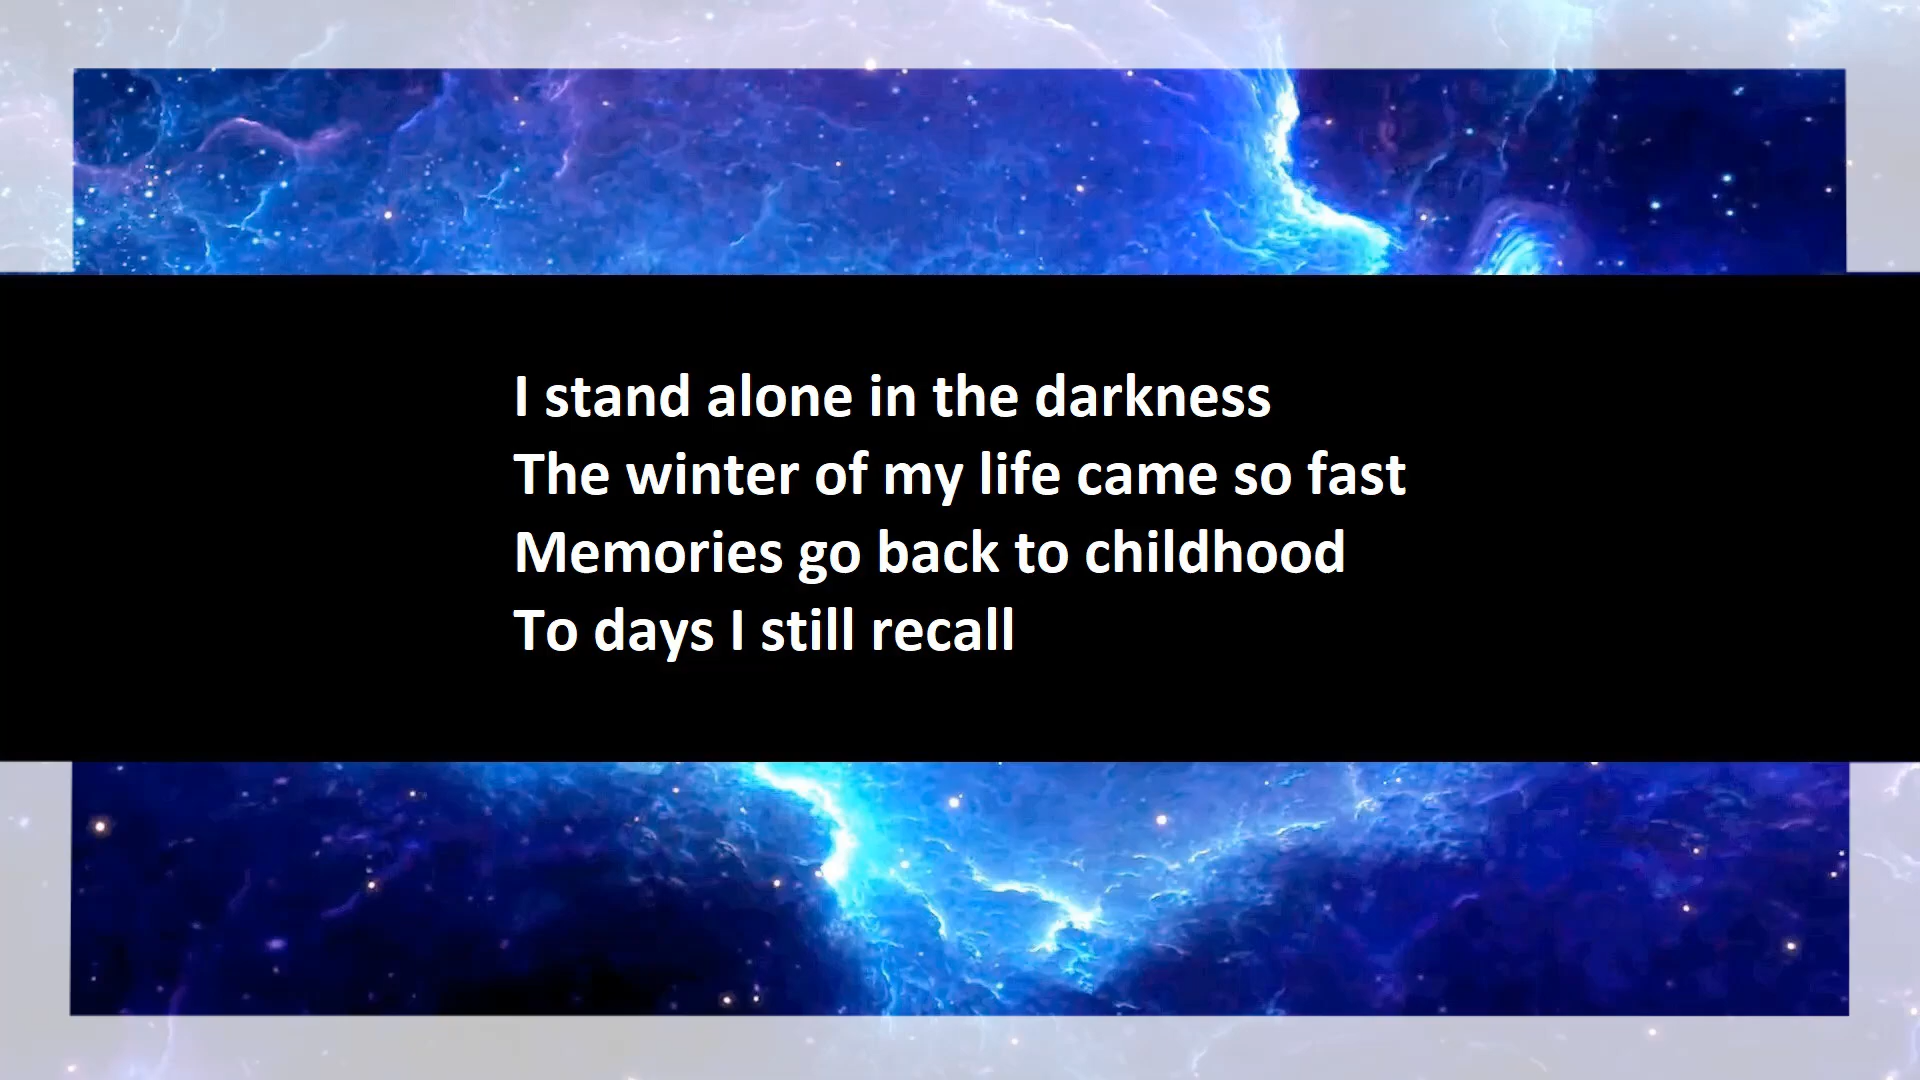 I stand alone in the darkness
The winter of my life came so fast
Memories go back to childhood
To days I still recall